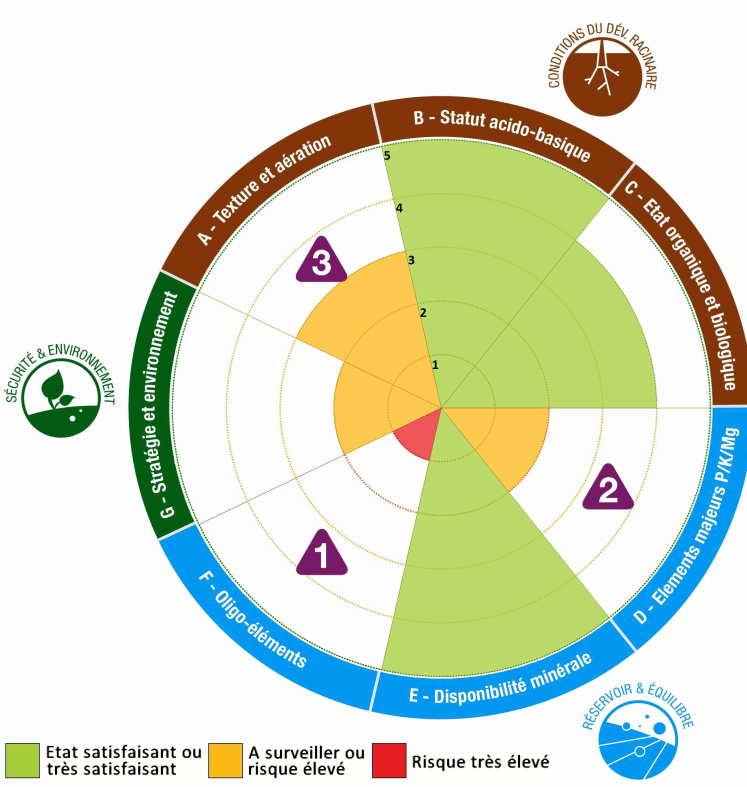 CONDITIONS DU DÉV. RACINAIRE
B - Statut acido-basique
A - Texture et aération
C - Etat organique et biologique
5
4
3
2
1
3
SÉCURITÉ & ENVIRONNEMENT
G - Stratégie et environnement
D - Elements majeurs P/K/Mg
2
1
F - Oligo-éléments
E - Disponibilité minérale
RÉSERVOIR & ÉQUILIBRE
Etat satisfaisant ou
très satisfaisant
A surveiller ou
risque élevé
Risque très élevé